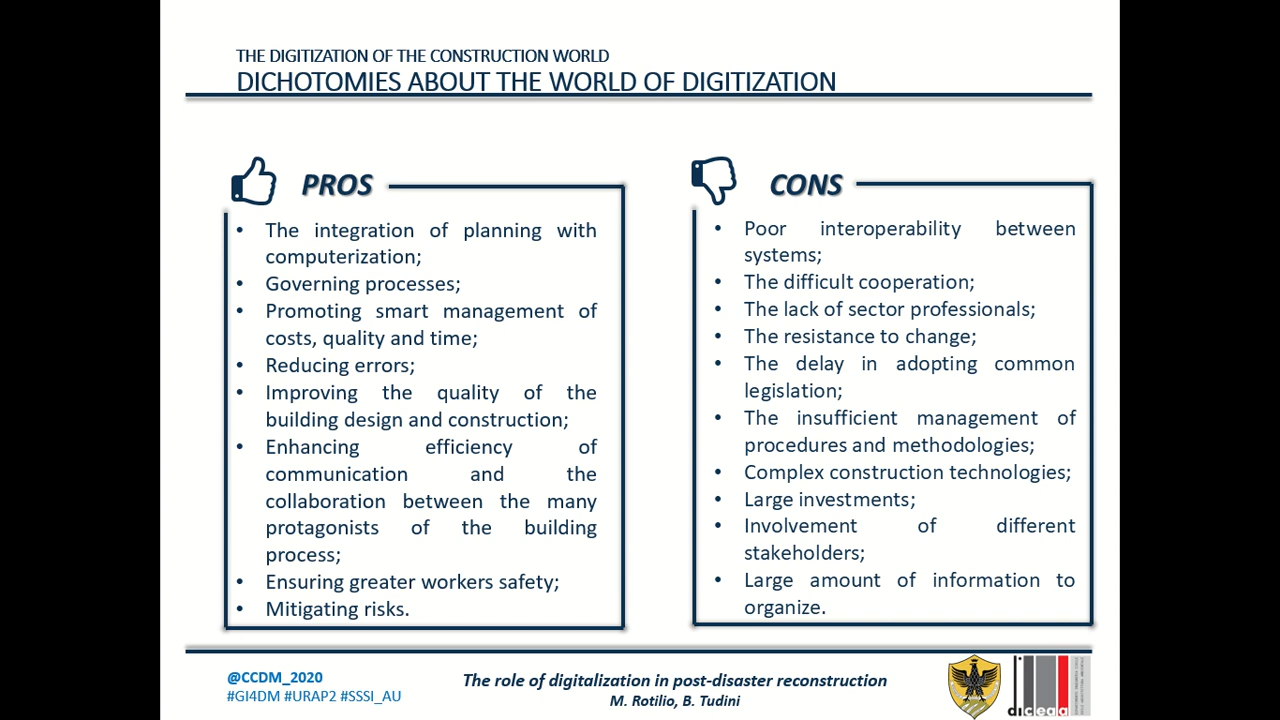 THE DIGITIZATION OF THE CONSTRUCTION WORLD
DICHOTOMIES ABOUT THE WORLD OF DIGITIZATION
PROS
• The integration of planning with
computerization;
• Governing processes;
• Promoting smart management of
costs, quality and time;
• Reducing errors;
• Improving the quality of the
building design and construction;
• Enhancing efficiency of
communication and the
collaboration between the many
protagonists of the building
process;
• Ensuring greater workers safety;
• Mitigating risks.
CONS
• Poor interoperability between
systems;
• The difficult cooperation;
• The lack of sector professionals;
• The resistance to change;
• The delay in adopting common
legislation;
• The insufficient management of
procedures and methodologies;
• Complex construction technologies;
• Large investments;
• Involvement of different
stakeholders;
• Large amount of information to
organize.
@CCDM_2020
#GI4DM #URAP2 #SSSI_AU
The role of digitalization in post-disaster reconstruction
M. Rotilio, B. Tudini
diceaa